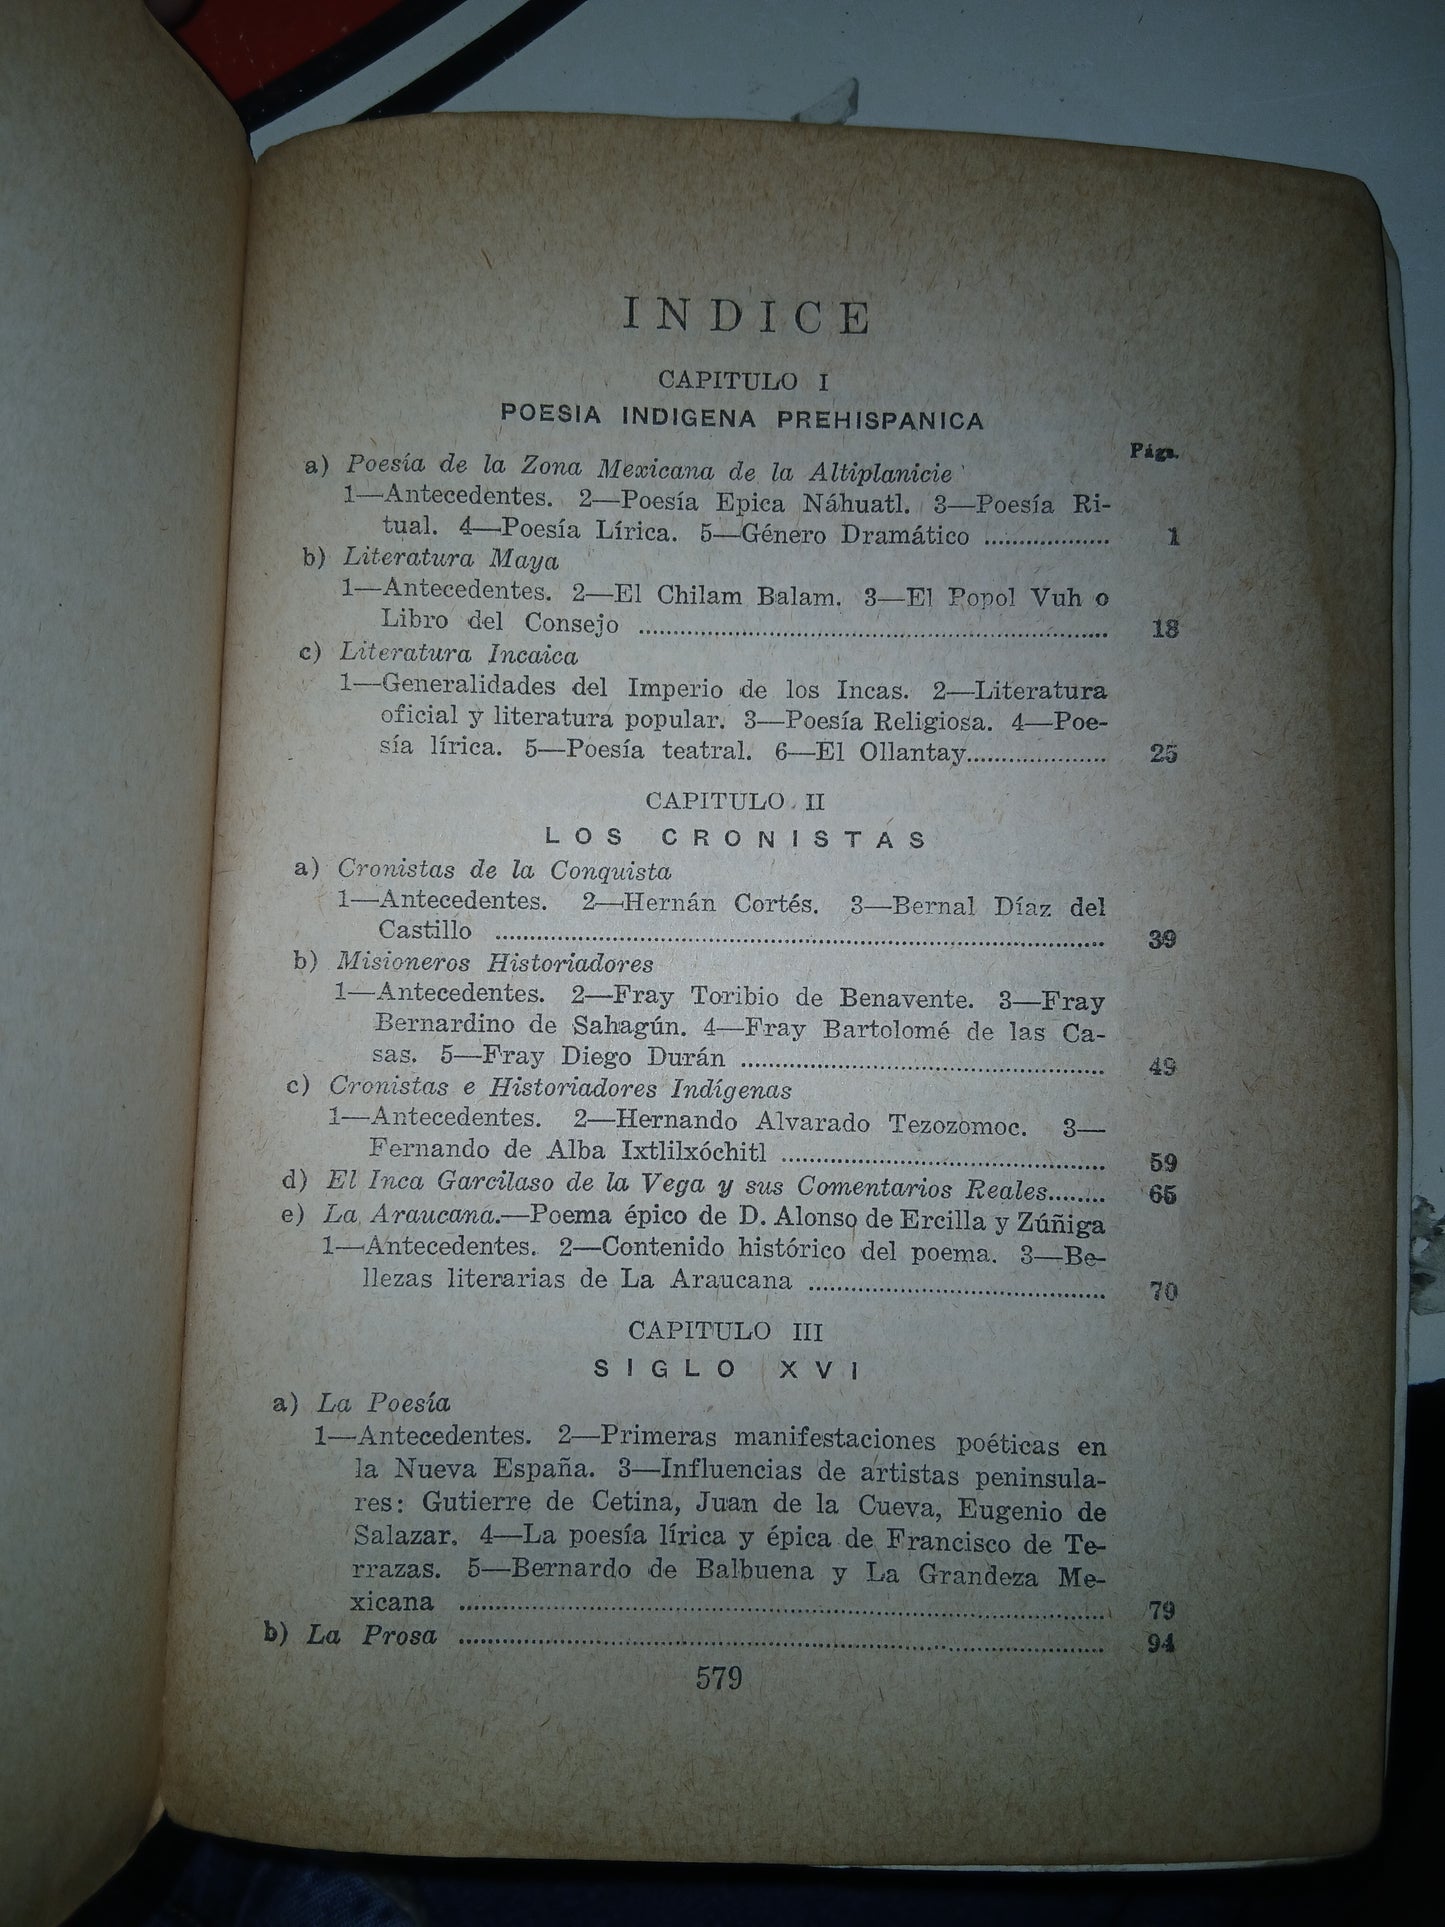 INDICE
CAPITULO I
POESIA INDIGENA PREHISPANICA
Págs.
a) Poesía de la Zona Mexicana de la Altiplanicie
1—Antecedentes. 2—Poesía Epica Náhuatl. 3—Poesía Ri-
tual. 4—Poesía Lírica. 5—Género Dramático .................. 1
b) Literatura Maya
1—Antecedentes. 2—El Chilam Balam. 3—El Popol Vuh o
Libro del Consejo .................................................................. 18
c) Literatura Incaica
1—Generalidades del Imperio de los Incas. 2—Literatura
oficial y literatura popular. 3—Poesía Religiosa. 4—Poe-
sía lírica. 5—Poesía teatral. 6—El Ollantay.................... 25
CAPITULO II
LOS CRONISTAS
a) Cronistas de la Conquista
1—Antecedentes. 2—Hernán Cortés. 3—Bernal Díaz del
Castillo ...................................................................................... 39
b) Misioneros Historiadores
1—Antecedentes. 2—Fray Toribio de Benavente. 3—Fray
Bernardino de Sahagún. 4—Fray Bartolomé de las Ca-
sas. 5—Fray Diego Durán .................................................... 49
c) Cronistas e Historiadores Indígenas
1—Antecedentes. 2—Hernando Alvarado Tezozomoc. 3—
Fernando de Alba Ixtlilxóchitl .............................................. 59
d) El Inca Garcilaso de la Vega y sus Comentarios Reales........ 65
e) La Araucana.—Poema épico de D. Alonso de Ercilla y Zúñiga
1—Antecedentes. 2—Contenido histórico del poema. 3—Be-
llezas literarias de La Araucana .......................................... 70
CAPITULO III
SIGLO XVI
a) La Poesía
1—Antecedentes. 2—Primeras manifestaciones poéticas en
la Nueva España. 3—Influencias de artistas peninsula-
res: Gutierre de Cetina, Juan de la Cueva, Eugenio de
Salazar. 4—La poesía lírica y épica de Francisco de Te-
rrazas. 5—Bernardo de Balbuena y La Grandeza Me-
xicana ........................................................................................ 79
b) La Prosa ........................................................................................ 94
579